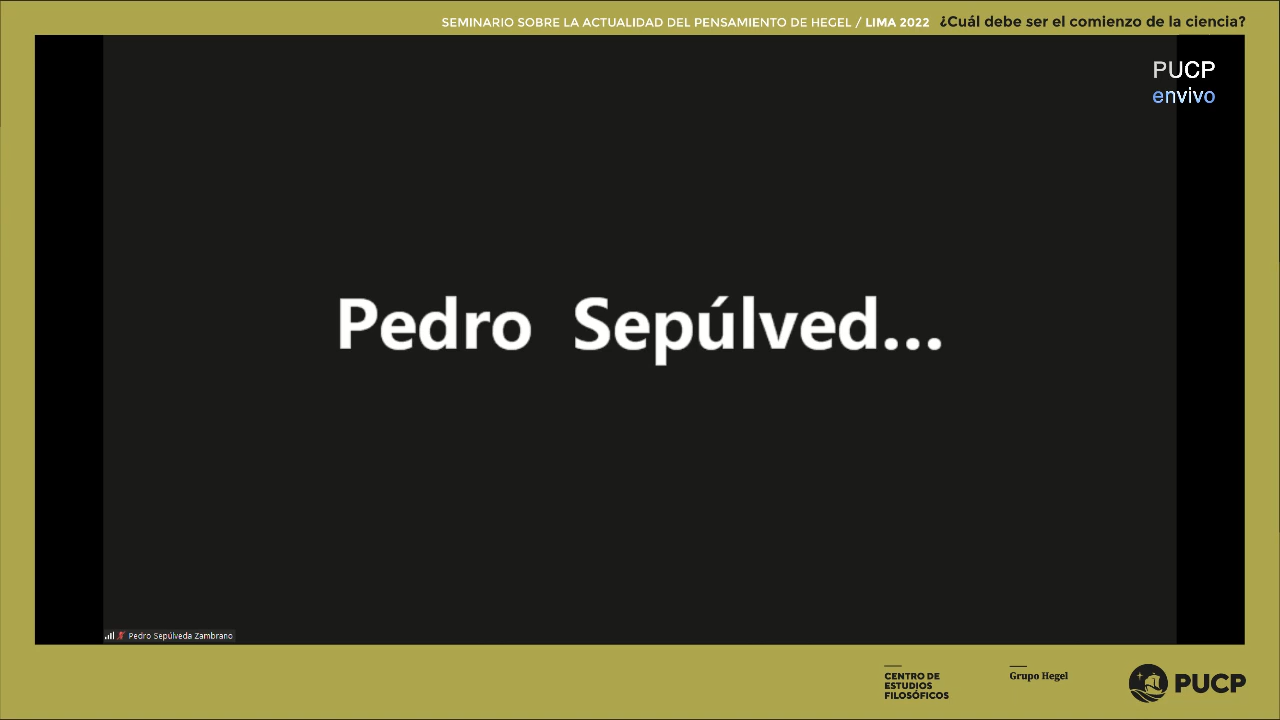 SEMINARIO SOBRE LA ACTUALIDAD DEL PENSAMIENTO DE HEGEL / LIMA 2022 ¿Cuál debe ser el comienzo de la ciencia?
PUCP
envivo
Pedro Sepúlved...
Pedro Sepúlveda Zambrano
CENTRO DE
ESTUDIOS
FILOSÓFICOS
Grupo Hegel
PUCP